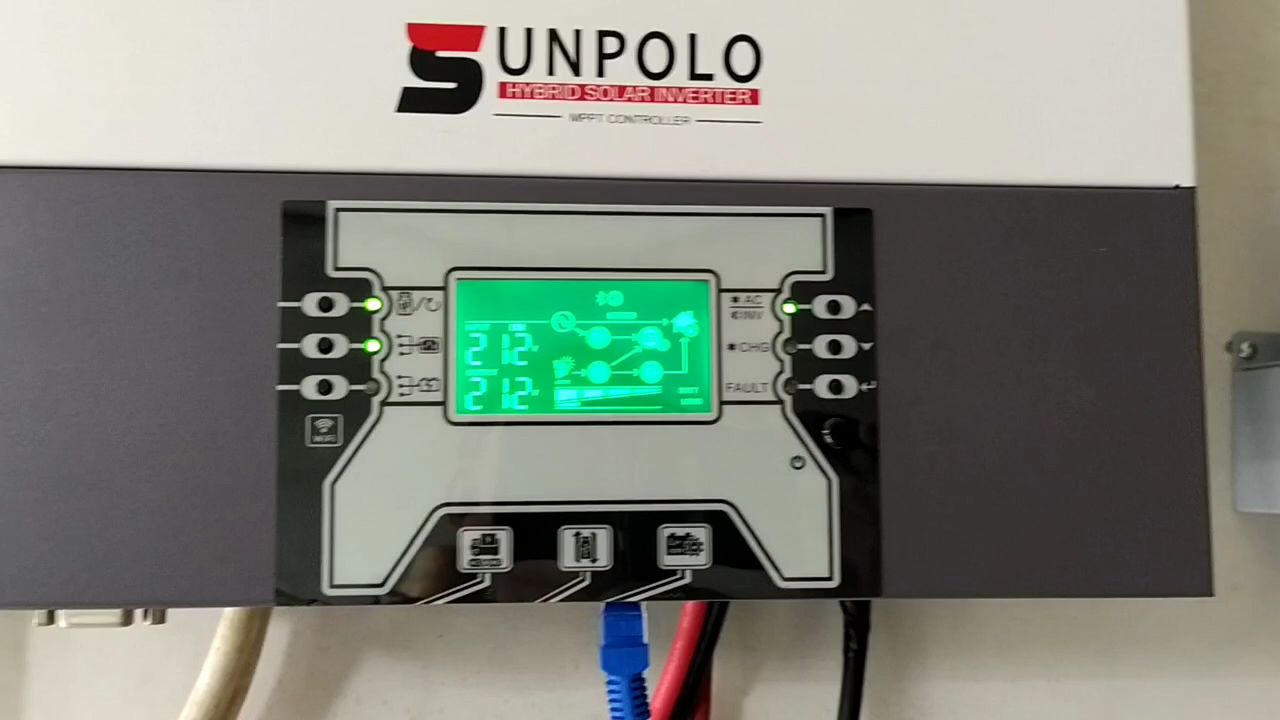 SUNPOLO
HYBRID SOLAR INVERTER
MPPT CONTROLLER
AC
INV
CHG
FAULT
212
212
WiFi